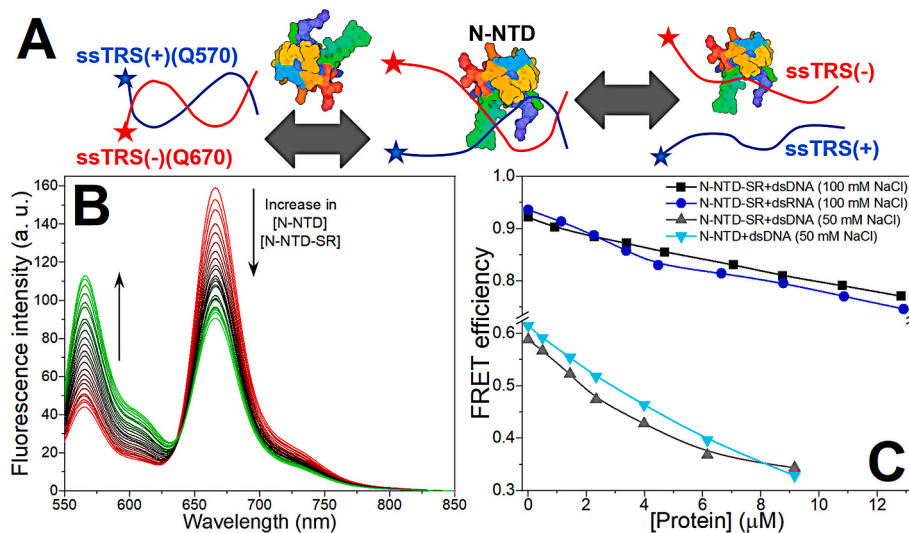 A
ssTRS(+)(Q570)
ssTRS(-)(Q670)
N-NTD
ssTRS(-)
ssTRS(+)
B
Fluorescence intensity (a. u.)
160
140
120
100
80
60
40
20
0
Increase in
[N-NTD]
[N-NTD-SR]
550 600 650 700 750 800 850
Wavelength (nm)
C
FRET efficiency
1.0
0.9
0.8
0.6
0.5
0.4
0.3
N-NTD-SR+dsDNA (100 mM NaCl)
N-NTD-SR+dsRNA (100 mM NaCl)
N-NTD-SR+dsDNA (50 mM NaCl)
N-NTD+dsDNA (50 mM NaCl)
0 2 4 6 8 10 12
[Protein] (μM)